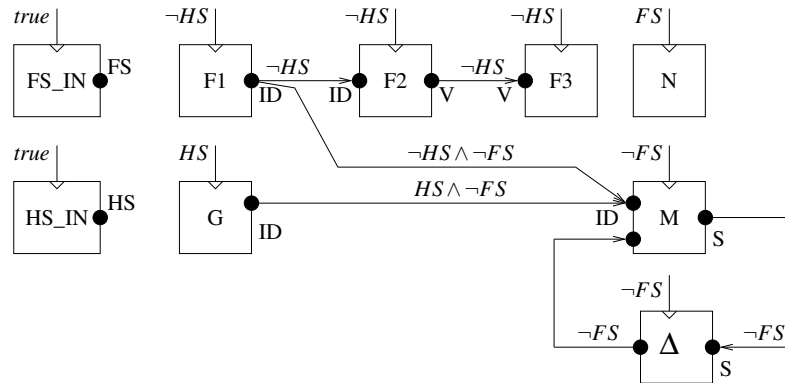 true ¬HS ¬HS ¬HS FS
FS
¬HS ¬HS
FS_IN F1 F2 F3 N
ID ID V V
true HS ¬HS ∧ ¬FS ¬FS
HS HS ∧ ¬FS
HS_IN G M
ID ID S
¬FS
¬FS ¬FS
Δ
S